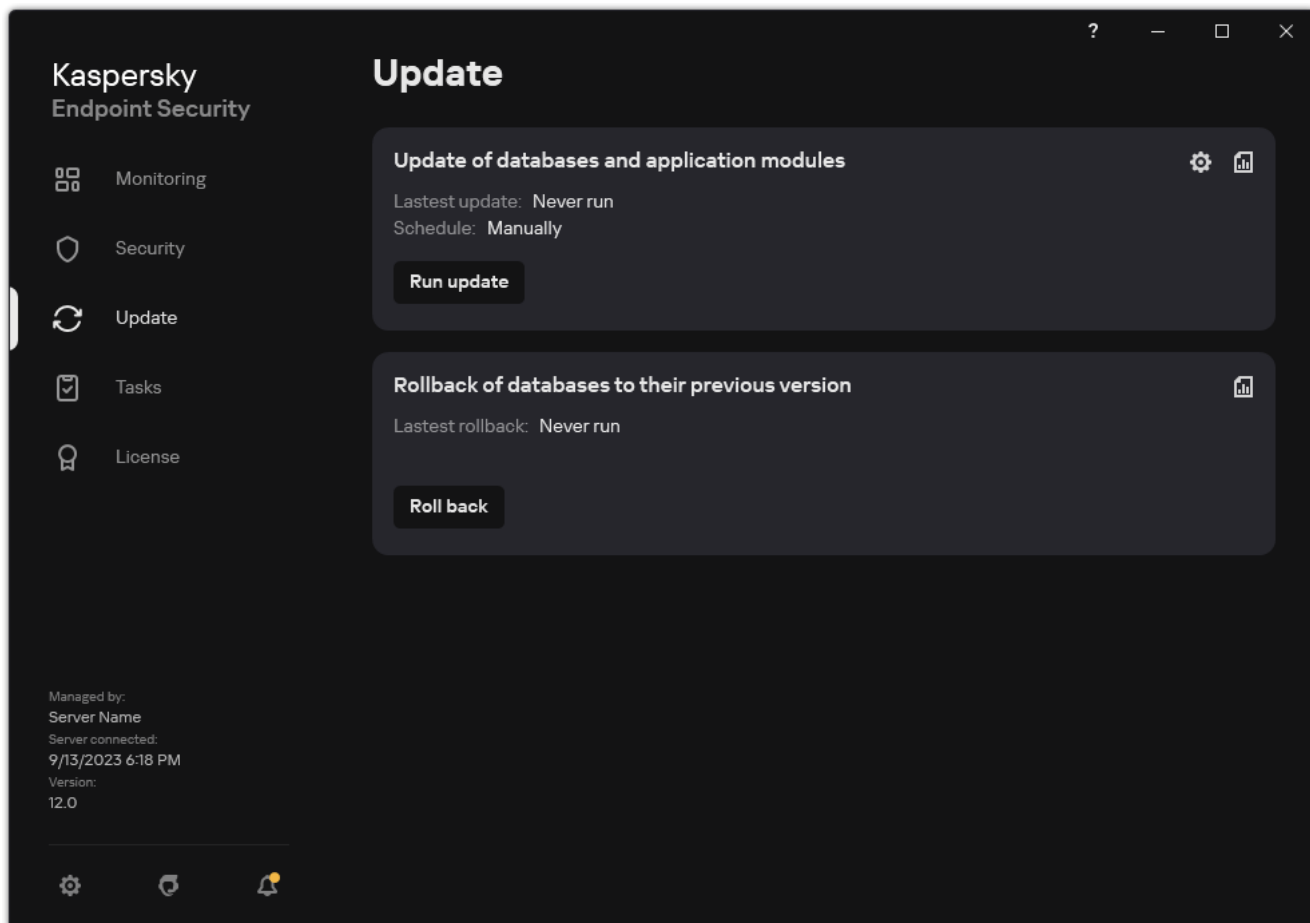 ?
Kaspersky
Endpoint Security
Monitoring
Security
Update
Tasks
License
Managed by:
Server Name
Server connected:
9/13/2023 6:18 PM
Version:
12.0
Update
Update of databases and application modules
Lastest update: Never run
Schedule: Manually
Run update
Rollback of databases to their previous version
Lastest rollback: Never run
Roll back